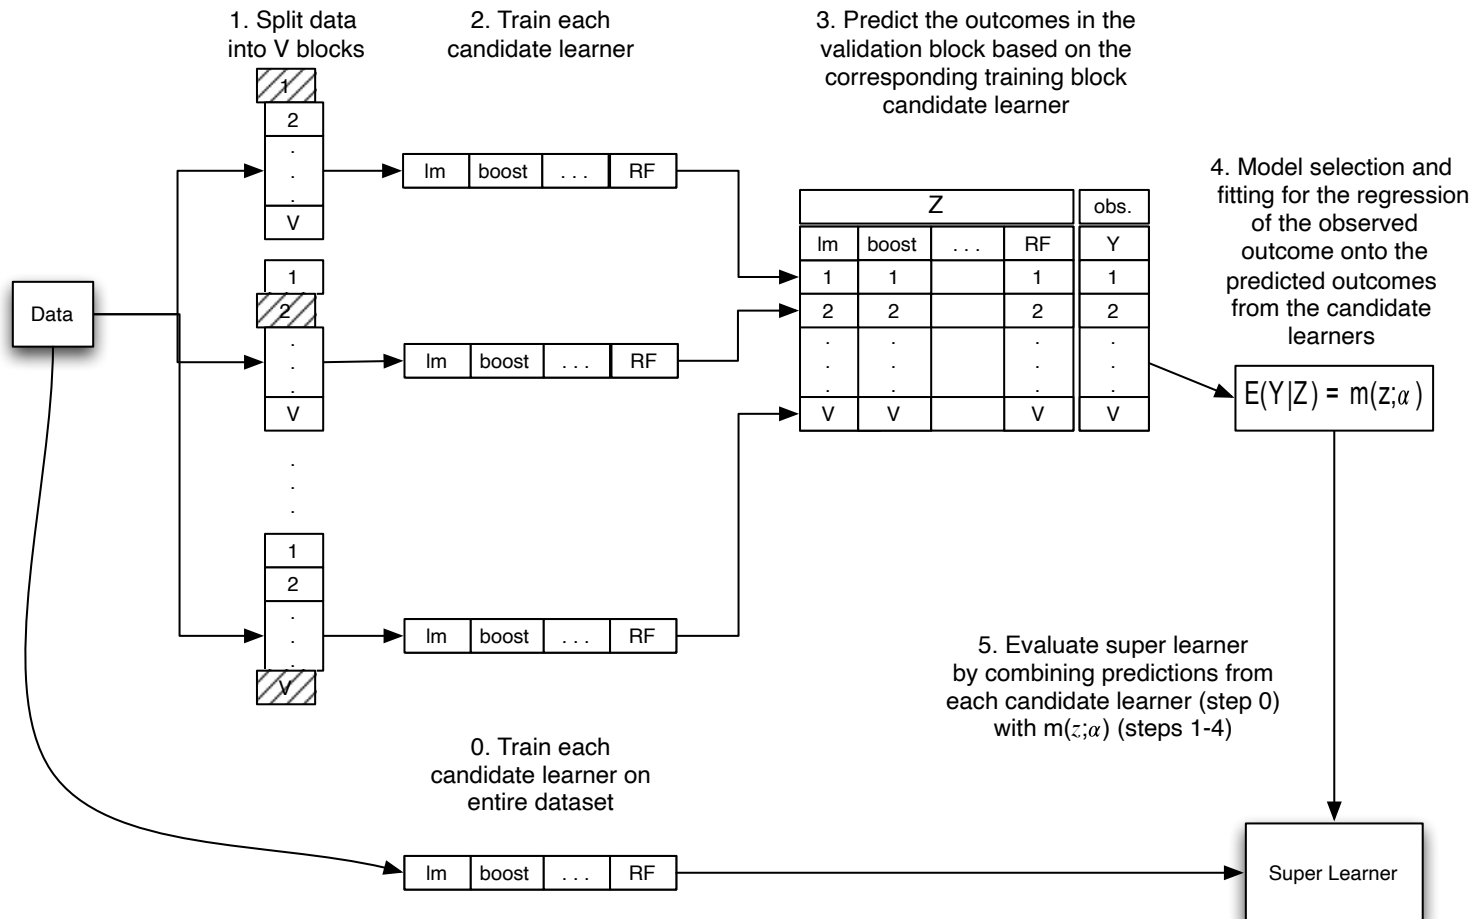 1. Split data
into V blocks
2. Train each
candidate learner
3. Predict the outcomes in the
validation block based on the
corresponding training block
candidate learner
4. Model selection and
fitting for the regression
of the observed
outcome onto the
predicted outcomes
from the candidate
learners
1
2
.
.
.
V
lm boost . . . RF
Z obs.
lm boost . . . RF Y
1 1 1 1
2 2 2 2
. . . .
. . . .
. . . .
V V V V
E(Y|Z) = m(z;α)
Data
1
2
.
.
.
V
lm boost . . . RF
.
.
.
1
2
.
.
.
V
lm boost . . . RF
5. Evaluate super learner
by combining predictions from
each candidate learner (step 0)
with m(z;α) (steps 1-4)
0. Train each
candidate learner on
entire dataset
lm boost . . . RF
Super Learner